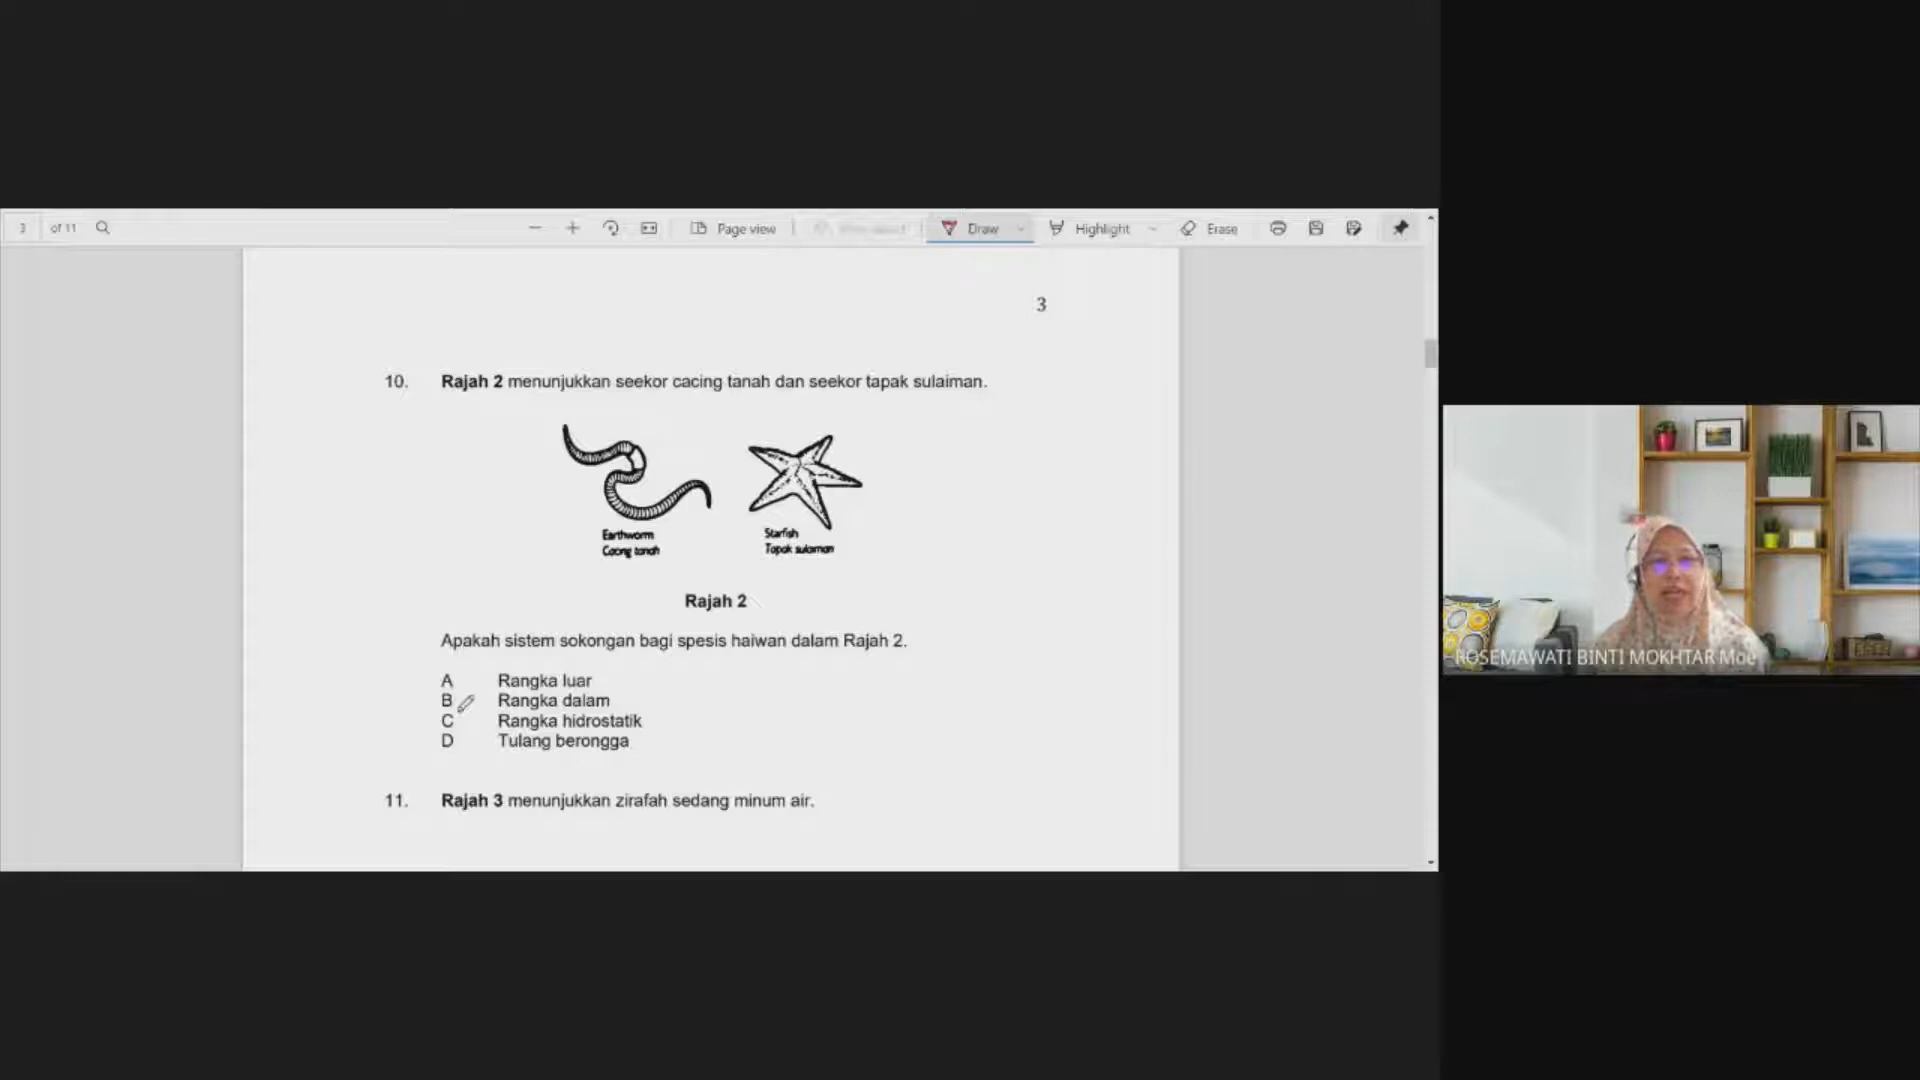 3 of 11 Page view Draw Highlight Erase
3
10. Rajah 2 menunjukkan seekor cacing tanah dan seekor tapak sulaiman.
Earthworm
Cacing tanah
Starfish
Tapak sulaiman
Rajah 2
Apakah sistem sokongan bagi spesis haiwan dalam Rajah 2.
A Rangka luar
B Rangka dalam
C Rangka hidrostatik
D Tulang berongga
11. Rajah 3 menunjukkan zirafah sedang minum air.
ROSEMAWATI BINTI MOKHTAR Moe